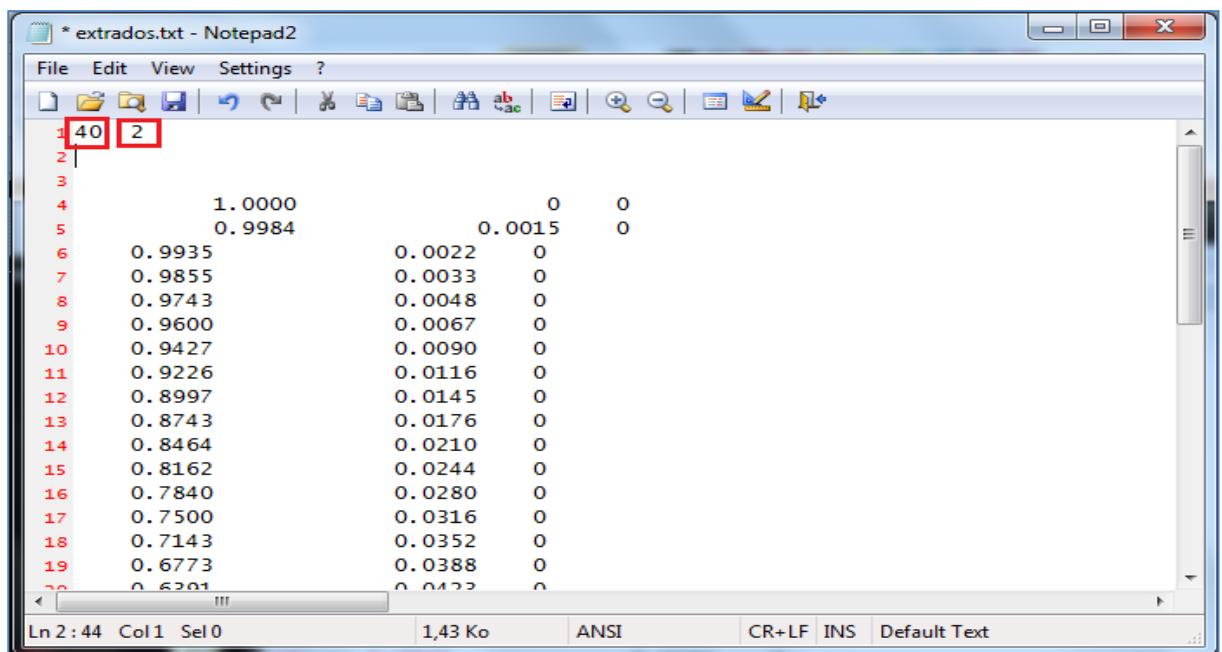 * extrados.txt - Notepad2
File Edit View Settings ?
1 40 2
2
3
4 1.0000 0 0
5 0.9984 0.0015 0
6 0.9935 0.0022 0
7 0.9855 0.0033 0
8 0.9743 0.0048 0
9 0.9600 0.0067 0
10 0.9427 0.0090 0
11 0.9226 0.0116 0
12 0.8997 0.0145 0
13 0.8743 0.0176 0
14 0.8464 0.0210 0
15 0.8162 0.0244 0
16 0.7840 0.0280 0
17 0.7500 0.0316 0
18 0.7143 0.0352 0
19 0.6773 0.0388 0
20 0.6391 0.0423 0
Ln 2 : 44 Col 1 Sel 0 1,43 Ko ANSI CR+LF INS Default Text